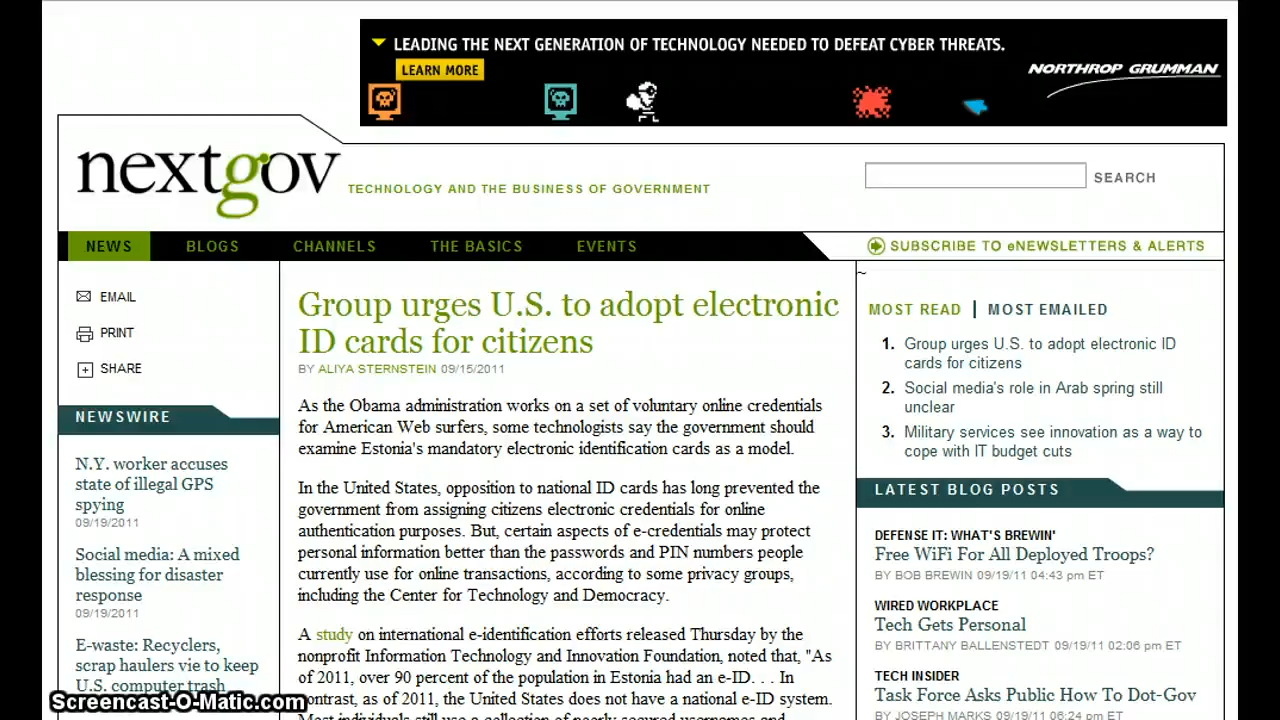 LEADING THE NEXT GENERATION OF TECHNOLOGY NEEDED TO DEFEAT CYBER THREATS.
LEARN MORE
NORTHROP GRUMMAN
nextgov
TECHNOLOGY AND THE BUSINESS OF GOVERNMENT
SEARCH
NEWS
BLOGS
CHANNELS
THE BASICS
EVENTS
SUBSCRIBE TO eNEWSLETTERS & ALERTS
EMAIL
PRINT
SHARE
NEWSWIRE
N.Y. worker accuses
state of illegal GPS
spying
09/19/2011
Social media: A mixed
blessing for disaster
response
09/19/2011
E-waste: Recyclers,
scrap haulers vie to keep
U.S. computer trash
Group urges U.S. to adopt electronic
ID cards for citizens
BY ALIYA STERNSTEIN 09/15/2011
As the Obama administration works on a set of voluntary online credentials
for American Web surfers, some technologists say the government should
examine Estonia's mandatory electronic identification cards as a model.
In the United States, opposition to national ID cards has long prevented the
government from assigning citizens electronic credentials for online
authentication purposes. But, certain aspects of e-credentials may protect
personal information better than the passwords and PIN numbers people
currently use for online transactions, according to some privacy groups,
including the Center for Technology and Democracy.
A study on international e-identification efforts released Thursday by the
nonprofit Information Technology and Innovation Foundation, noted that, "As
of 2011, over 90 percent of the population in Estonia had an e-ID. . . In
contrast, as of 2011, the United States does not have a national e-ID system.
Most individuals still use a collection of poorly secured usernames and
~
MOST READ | MOST EMAILED
1. Group urges U.S. to adopt electronic ID
cards for citizens
2. Social media's role in Arab spring still
unclear
3. Military services see innovation as a way to
cope with IT budget cuts
LATEST BLOG POSTS
DEFENSE IT: WHAT'S BREWIN'
Free WiFi For All Deployed Troops?
BY BOB BREWIN 09/19/11 04:43 pm ET
WIRED WORKPLACE
Tech Gets Personal
BY BRITTANY BALLENSTEDT 09/19/11 02:06 pm ET
TECH INSIDER
Task Force Asks Public How To Dot-Gov
BY JOSEPH MARKS 09/19/11 06:24 pm ET
Screencast-O-Matic.com